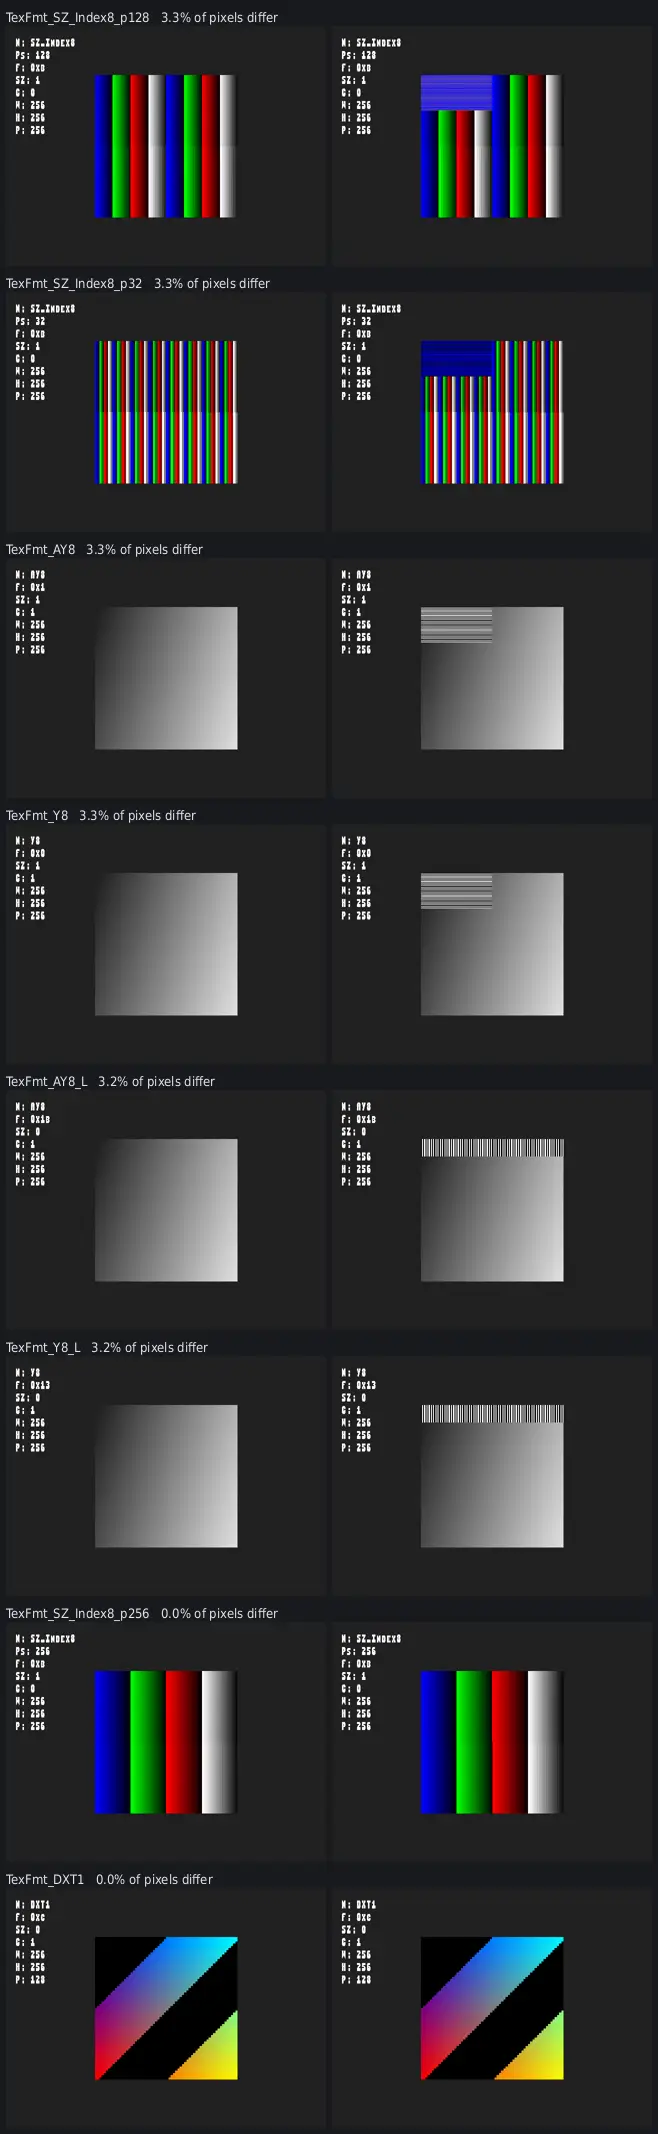 TexFmt_SZ_Index8_p128   3.3% of pixels differ
N: SZ_Index8
Ps: 128
F: 0xB
SZ: 1
C: 0
W: 256
H: 256
P: 256
N: SZ_Index8
Ps: 128
F: 0xB
SZ: 1
C: 0
W: 256
H: 256
P: 256
TexFmt_SZ_Index8_p32   3.3% of pixels differ
N: SZ_Index8
Ps: 32
F: 0xB
SZ: 1
C: 0
W: 256
H: 256
P: 256
N: SZ_Index8
Ps: 32
F: 0xB
SZ: 1
C: 0
W: 256
H: 256
P: 256
TexFmt_AY8   3.3% of pixels differ
N: AY8
F: 0x1
SZ: 1
C: 1
W: 256
H: 256
P: 256
N: AY8
F: 0x1
SZ: 1
C: 1
W: 256
H: 256
P: 256
TexFmt_Y8   3.3% of pixels differ
N: Y8
F: 0x0
SZ: 1
C: 1
W: 256
H: 256
P: 256
N: Y8
F: 0x0
SZ: 1
C: 1
W: 256
H: 256
P: 256
TexFmt_AY8_L   3.2% of pixels differ
N: AY8
F: 0x1B
SZ: 0
C: 1
W: 256
H: 256
P: 256
N: AY8
F: 0x1B
SZ: 0
C: 1
W: 256
H: 256
P: 256
TexFmt_Y8_L   3.2% of pixels differ
N: Y8
F: 0x13
SZ: 0
C: 1
W: 256
H: 256
P: 256
N: Y8
F: 0x13
SZ: 0
C: 1
W: 256
H: 256
P: 256
TexFmt_SZ_Index8_p256   0.0% of pixels differ
N: SZ_Index8
Ps: 256
F: 0xB
SZ: 1
C: 0
W: 256
H: 256
P: 256
N: SZ_Index8
Ps: 256
F: 0xB
SZ: 1
C: 0
W: 256
H: 256
P: 256
TexFmt_DXT1   0.0% of pixels differ
N: DXT1
F: 0xC
SZ: 0
C: 1
W: 256
H: 256
P: 128
N: DXT1
F: 0xC
SZ: 0
C: 1
W: 256
H: 256
P: 128